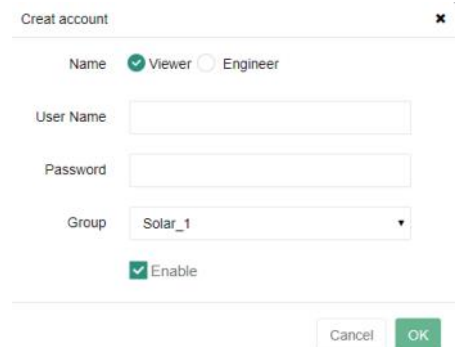 Creat account
Name Viewer Engineer
User Name
Password
Group Solar_1
Enable
Cancel OK